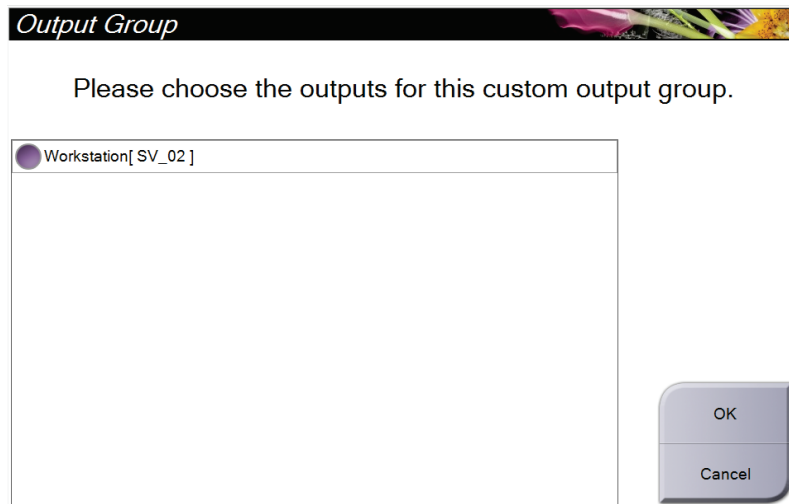 Output Group
Please choose the outputs for this custom output group.
Workstation[ SV_02 ]
OK
Cancel